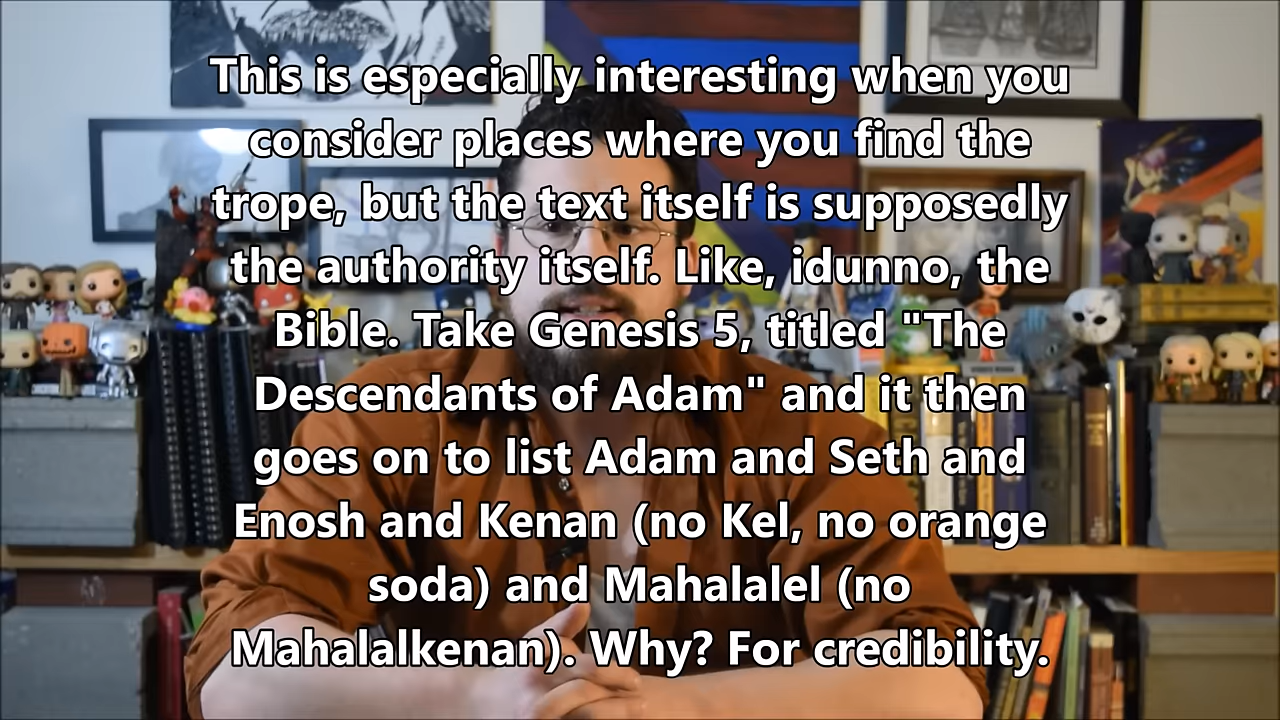 This is especially interesting when you
consider places where you find the
trope, but the text itself is supposedly
the authority itself. Like, idunno, the
Bible. Take Genesis 5, titled "The
Descendants of Adam" and it then
goes on to list Adam and Seth and
Enosh and Kenan (no Kel, no orange
soda) and Mahalalel (no
Mahalalkenan). Why? For credibility.